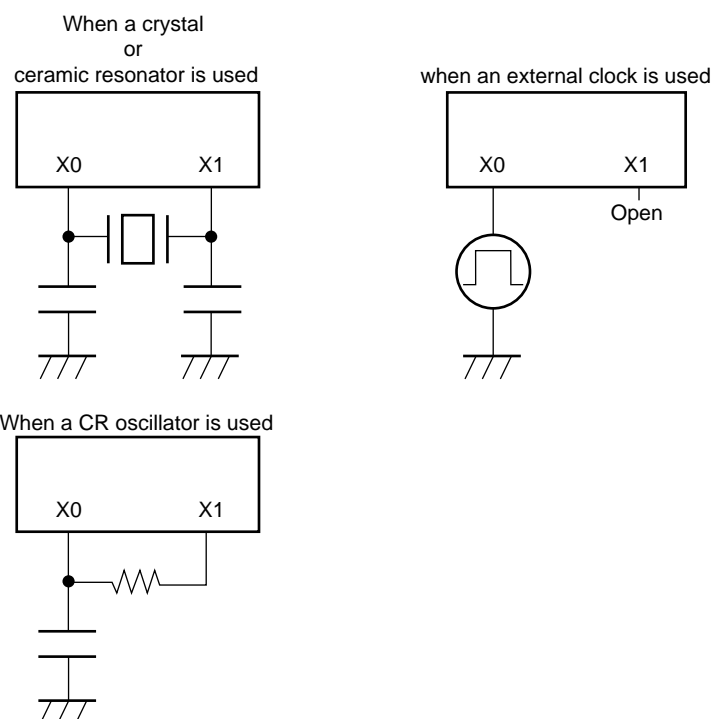 When a crystal
or
ceramic resonator is used
X0 X1
when an external clock is used
X0 X1
Open
When a CR oscillator is used
X0 X1